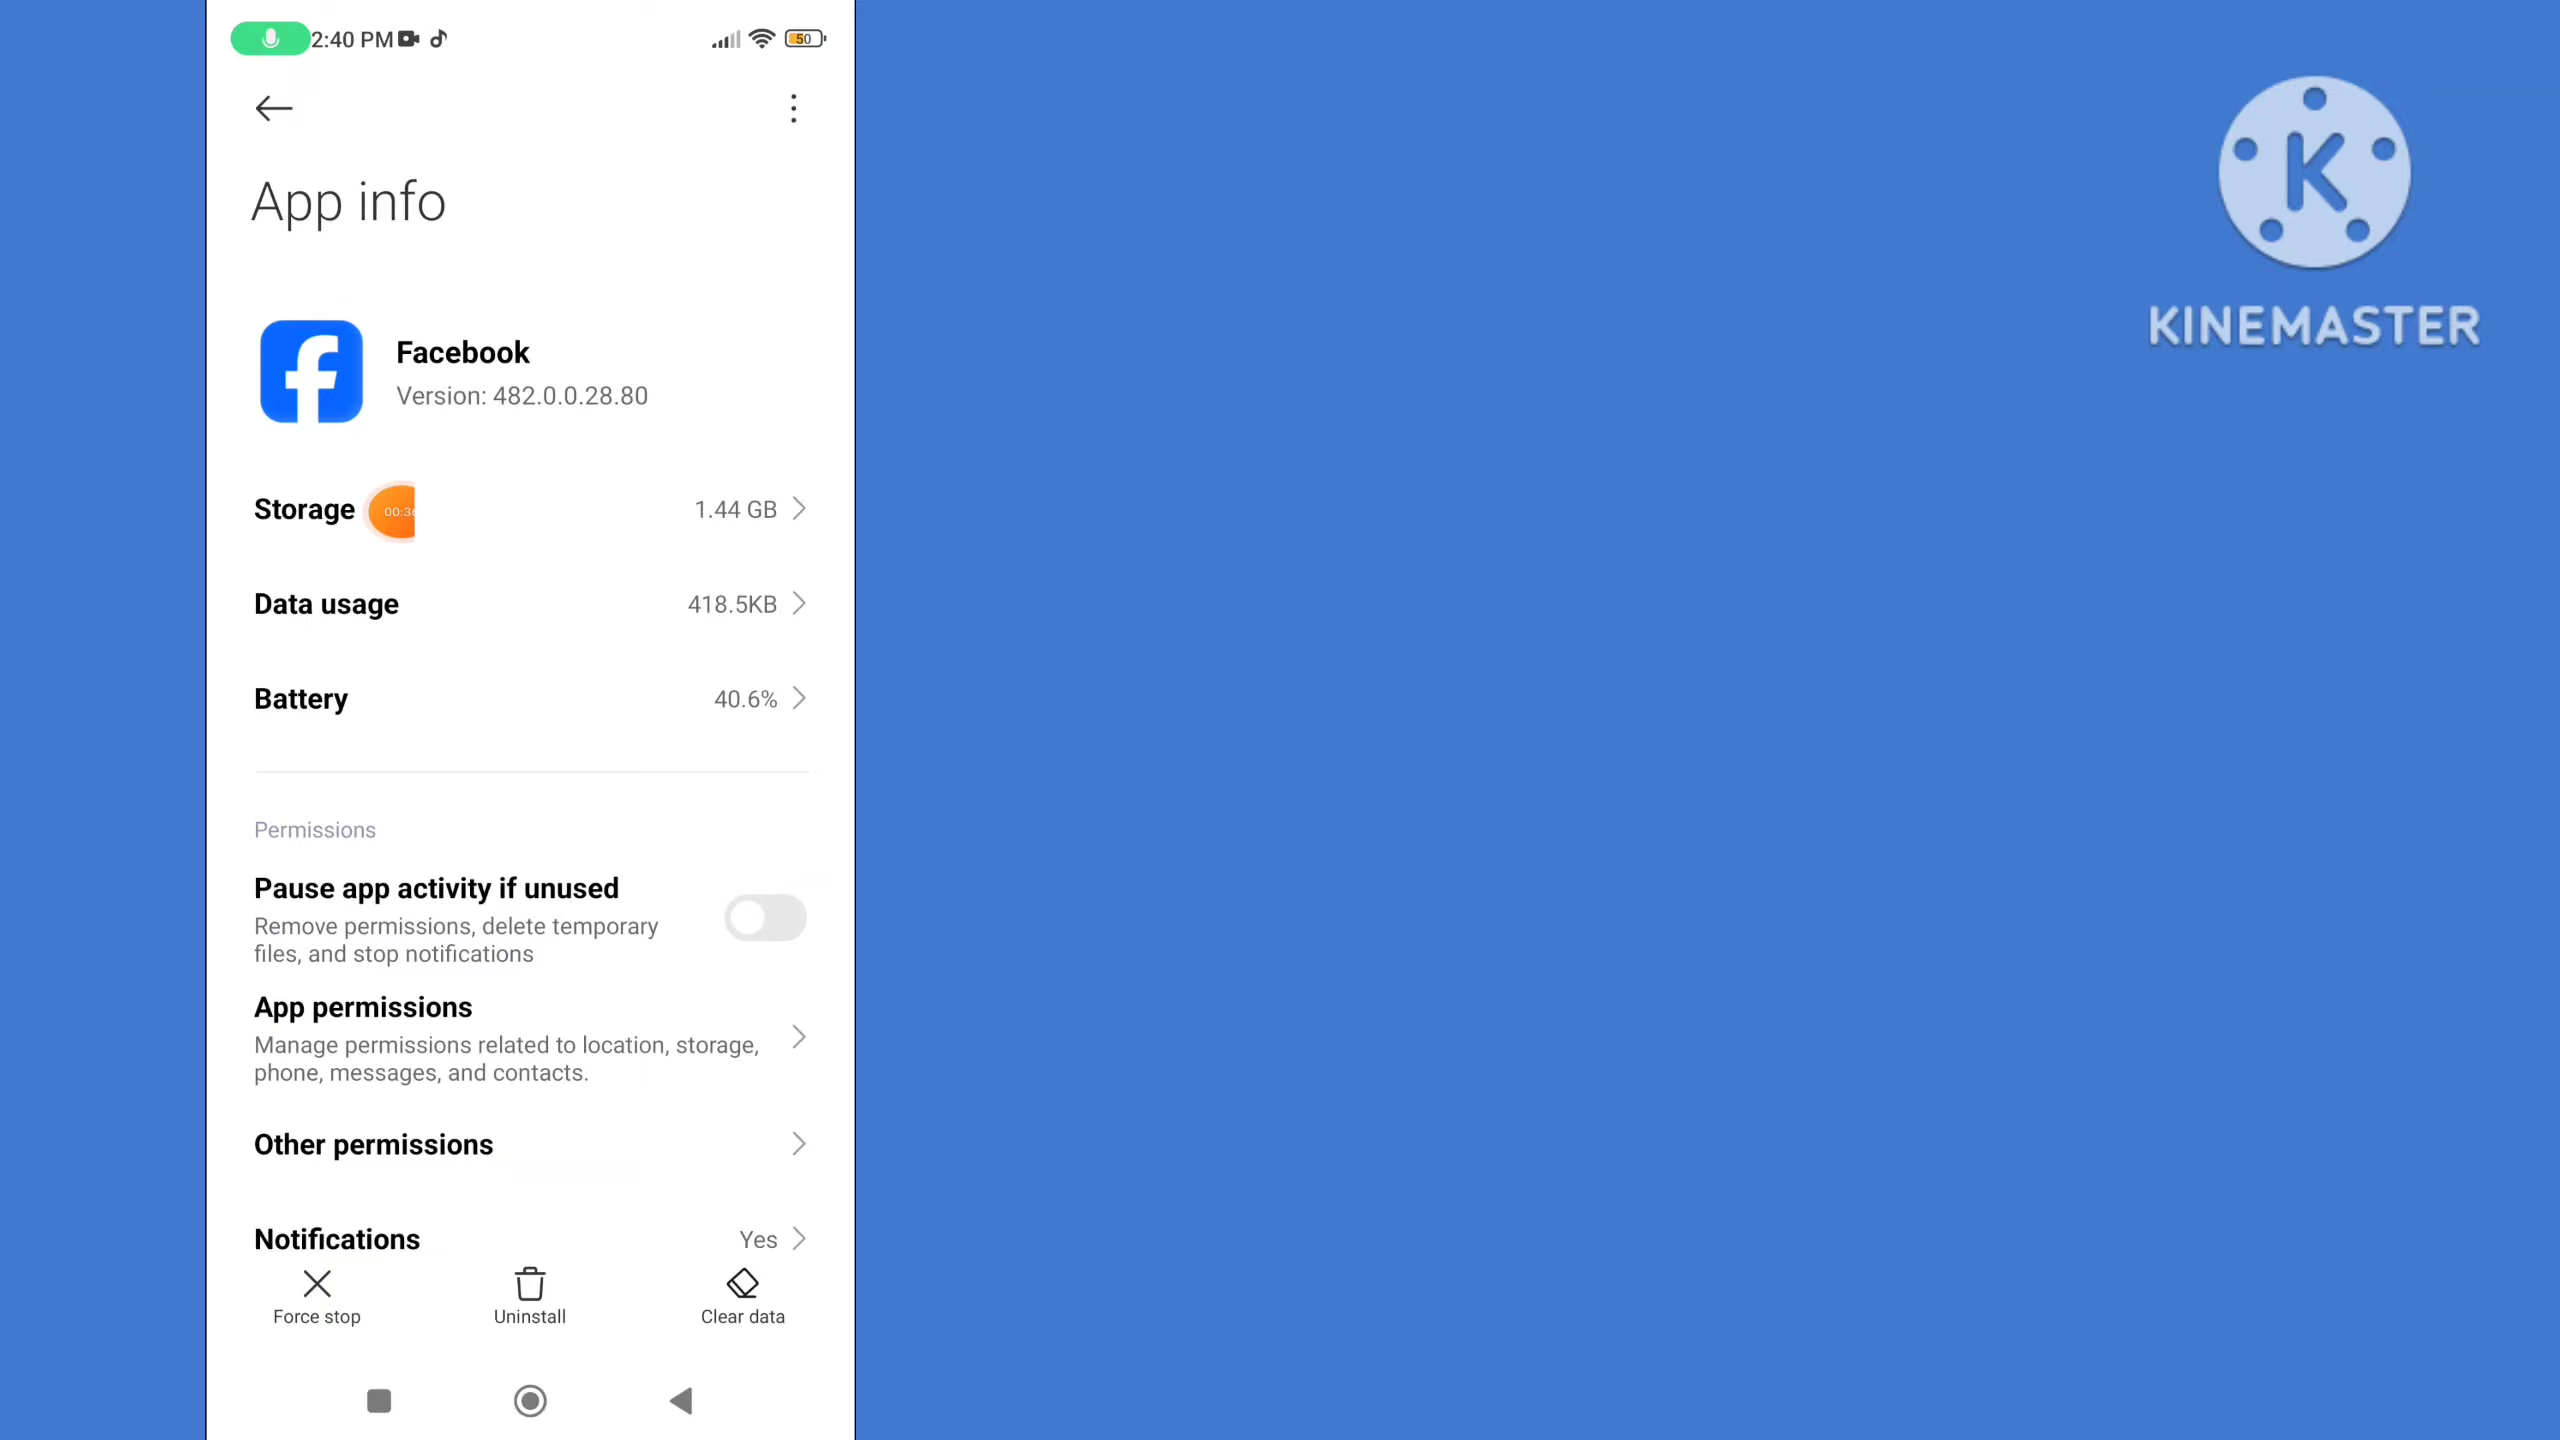 2:40 PM
50
App info
Facebook
Version: 482.0.0.28.80
Storage
00:3
1.44 GB
Data usage
418.5KB
Battery
40.6%
Permissions
Pause app activity if unused
Remove permissions, delete temporary
files, and stop notifications
App permissions
Manage permissions related to location, storage,
phone, messages, and contacts.
Other permissions
Notifications
Yes
Force stop
Uninstall
Clear data
K
KINEMASTER